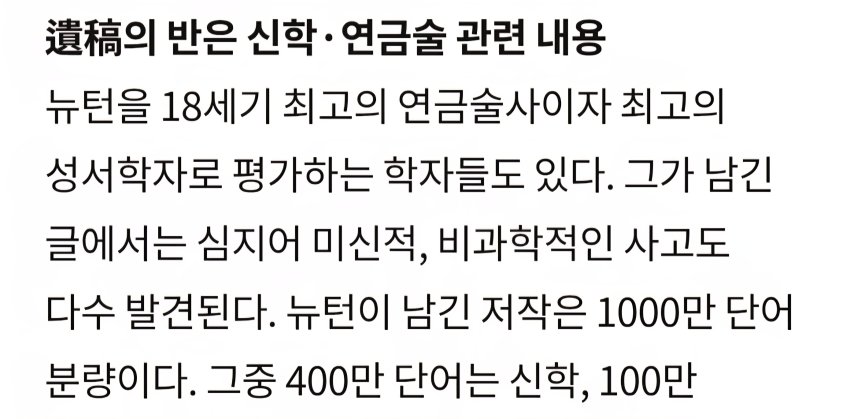 遺稿의 반은 신학·연금술 관련 내용
뉴턴을 18세기 최고의 연금술사이자 최고의
성서학자로 평가하는 학자들도 있다. 그가 남긴
글에서는 심지어 미신적, 비과학적인 사고도
다수 발견된다. 뉴턴이 남긴 저작은 1000만 단어
분량이다. 그중 400만 단어는 신학, 100만